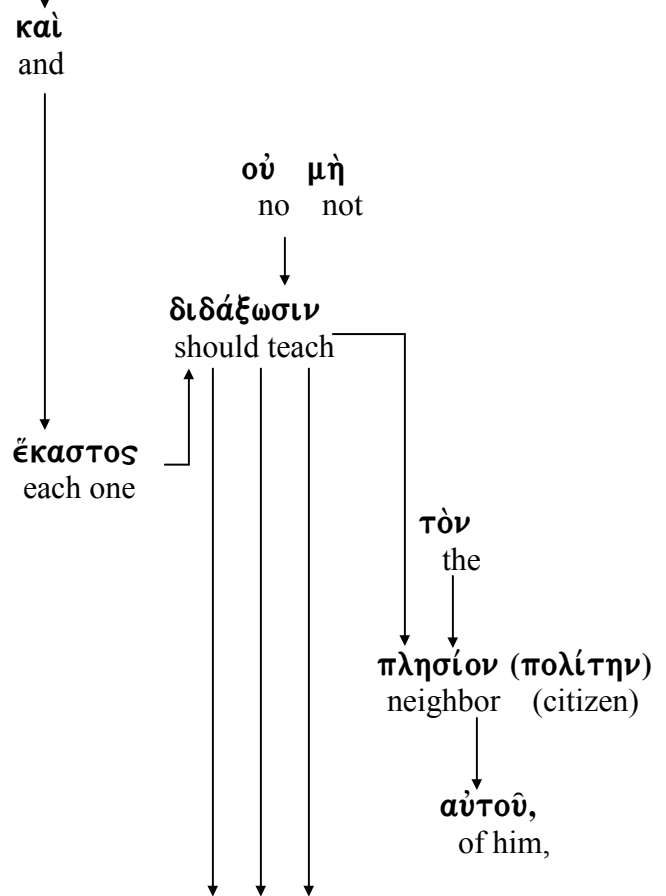 καὶ
and
οὐ μὴ
no not
διδάξωσιν
should teach
ἕκαστος
each one
τὸν
the
πλησίον (πολίτην)
neighbor (citizen)
αὐτοῦ,
of him,